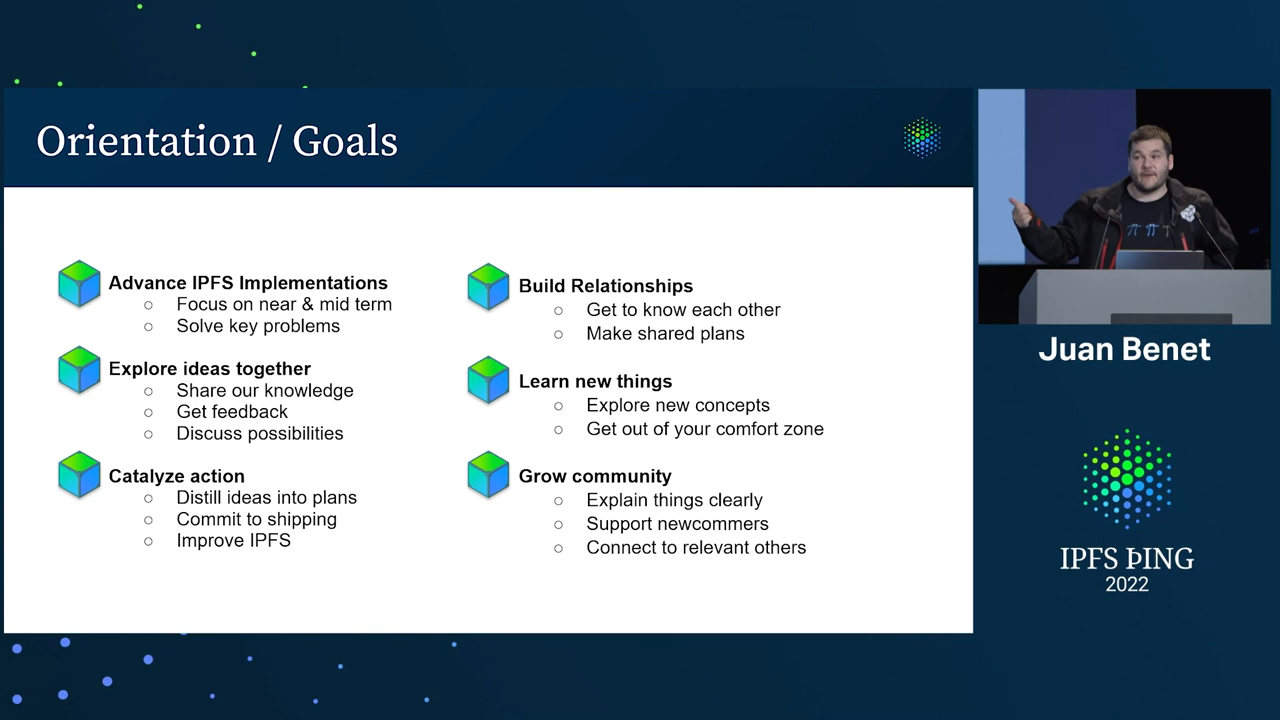 Orientation / Goals
Advance IPFS Implementations
○ Focus on near & mid term
○ Solve key problems
Explore ideas together
○ Share our knowledge
○ Get feedback
○ Discuss possibilities
Catalyze action
○ Distill ideas into plans
○ Commit to shipping
○ Improve IPFS
Build Relationships
○ Get to know each other
○ Make shared plans
Learn new things
○ Explore new concepts
○ Get out of your comfort zone
Grow community
○ Explain things clearly
○ Support newcommers
○ Connect to relevant others
Juan Benet
IPFS ÞING
2022